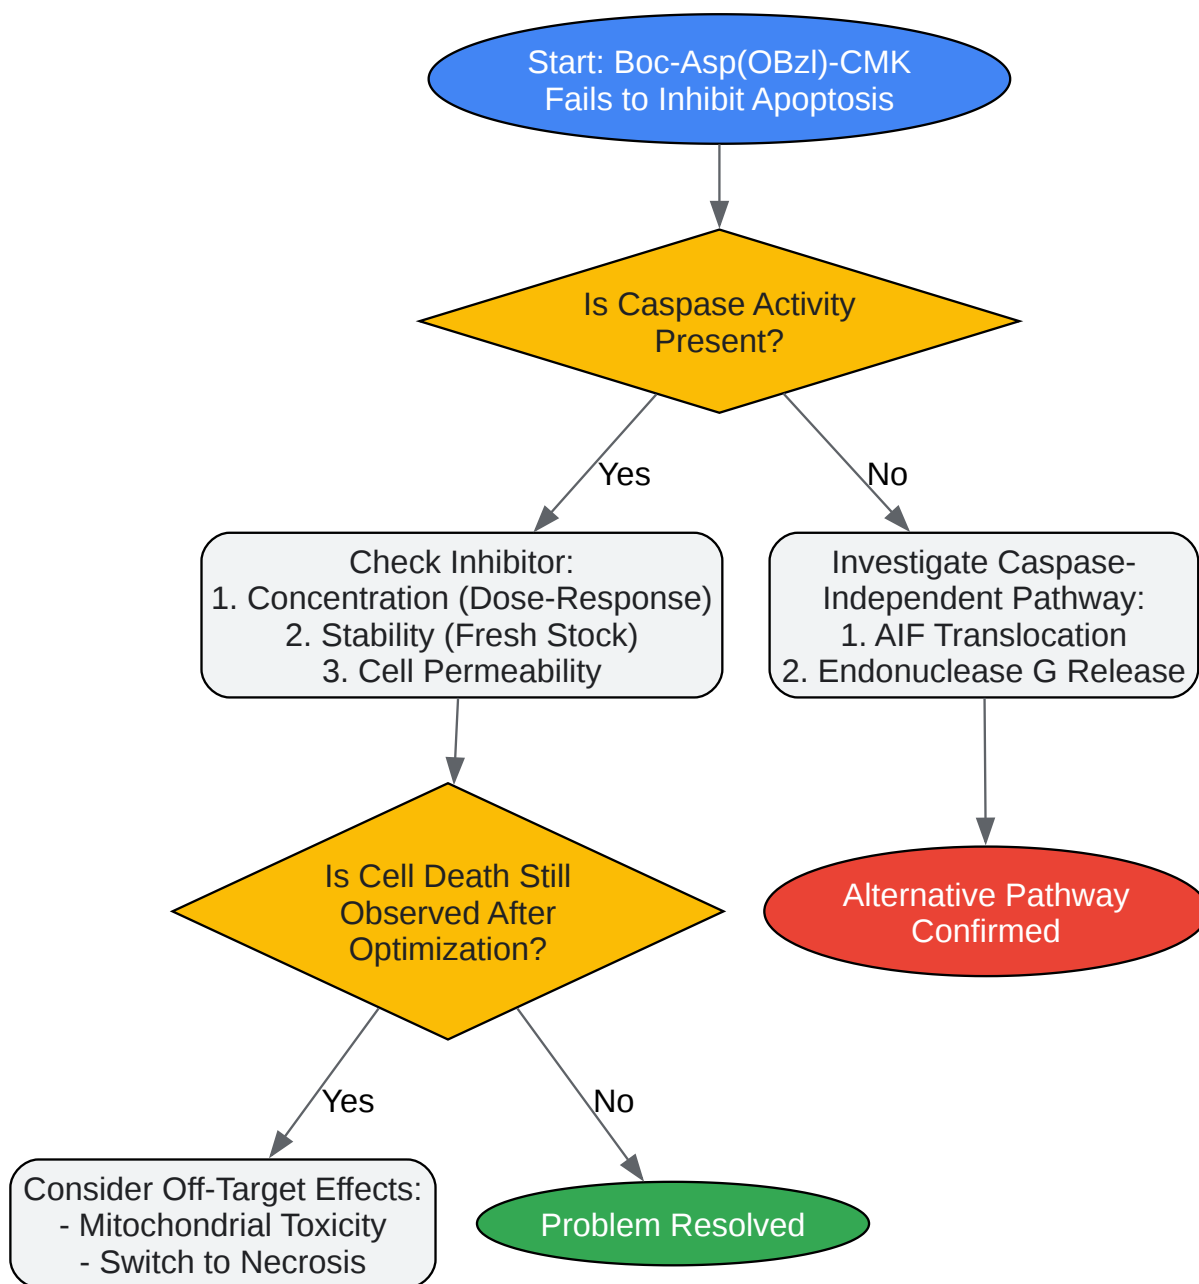 Start: Boc-Asp(OBzl)-CMK
Fails to Inhibit Apoptosis
Is Caspase Activity
Present?
Yes
No
Check Inhibitor:
1. Concentration (Dose-Response)
2. Stability (Fresh Stock)
3. Cell Permeability
Investigate Caspase-
Independent Pathway:
1. AIF Translocation
2. Endonuclease G Release
Is Cell Death Still
Observed After
Optimization?
Alternative Pathway
Confirmed
Yes
No
Consider Off-Target Effects:
- Mitochondrial Toxicity
- Switch to Necrosis
Problem Resolved